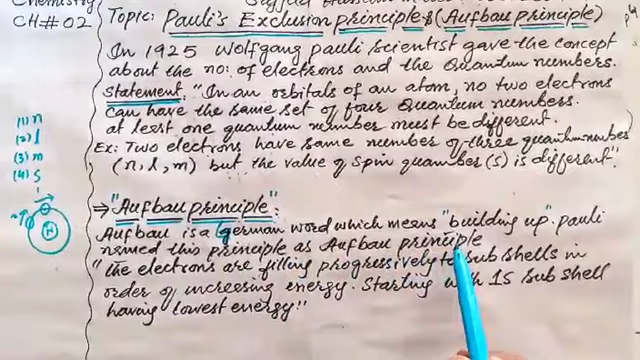 Chemistry
CH# 02
Topic: Pauli's Exclusion principle & (Aufbau principle)
In 1925 Wolfgang pauli scientist gave the concept
about the no: of electrons and the Quantum numbers.
Statement: "In an orbitals of an atom, no two electrons
can have the same set of four Quantum numbers.
at least one quantum number must be different.
Ex: Two electrons have same number of three quantum number
(n, l, m) but the value of spin quamber (s) is different".
(1) n
(2) l
(3) m
(4) s
H
⇒ "Aufbau principle":
Aufbau is a german word which means "building up". pauli
named this principle as Aufbau principle
"The electrons are filling progressively to sub shells in
order of increasing energy. Starting with 1S sub shell
having lowest energy"